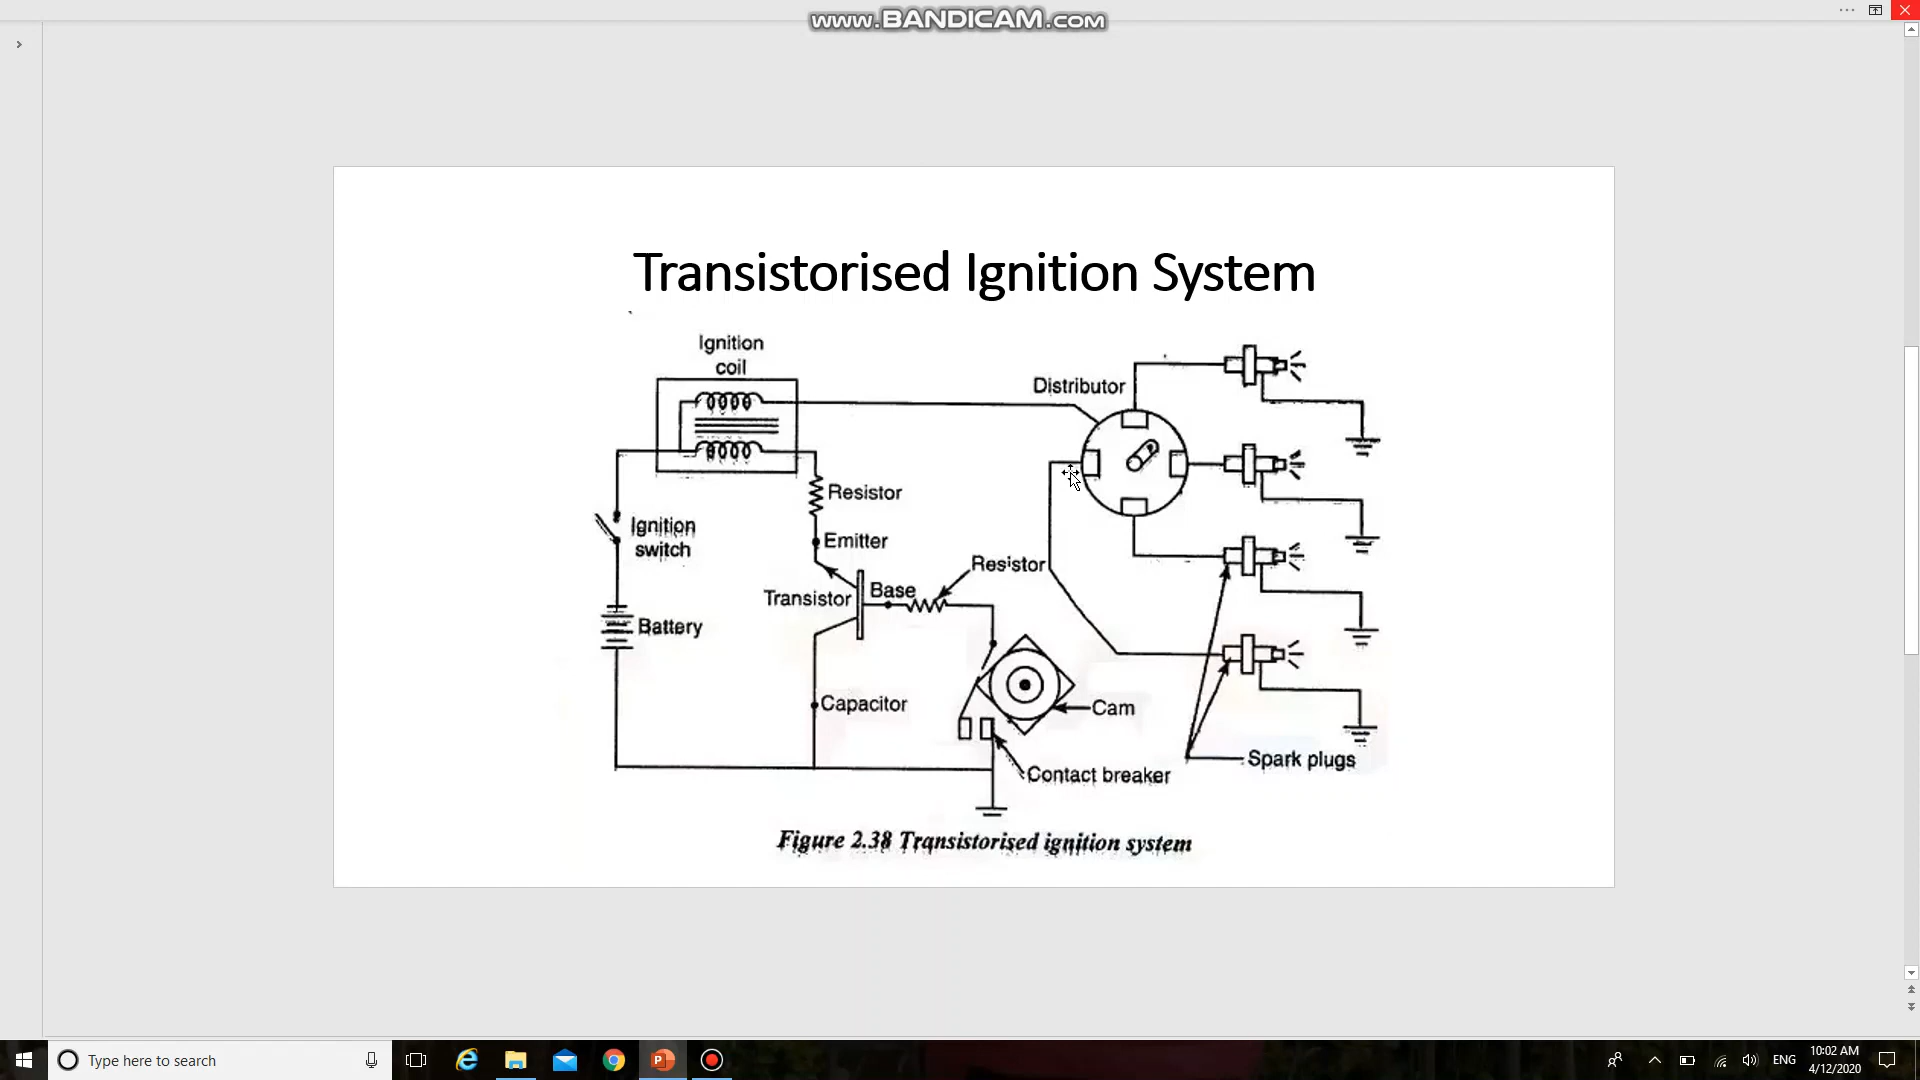 www.BANDICAM.com
Transistorised Ignition System
Ignition
coil
Distributor
Resistor
Ignition
switch
Emitter
Resistor
Transistor
Base
Battery
Capacitor
Cam
Contact breaker
Spark plugs
Figure 2.38 Transistorised ignition system
Type here to search
ENG
10:02 AM
4/12/2020